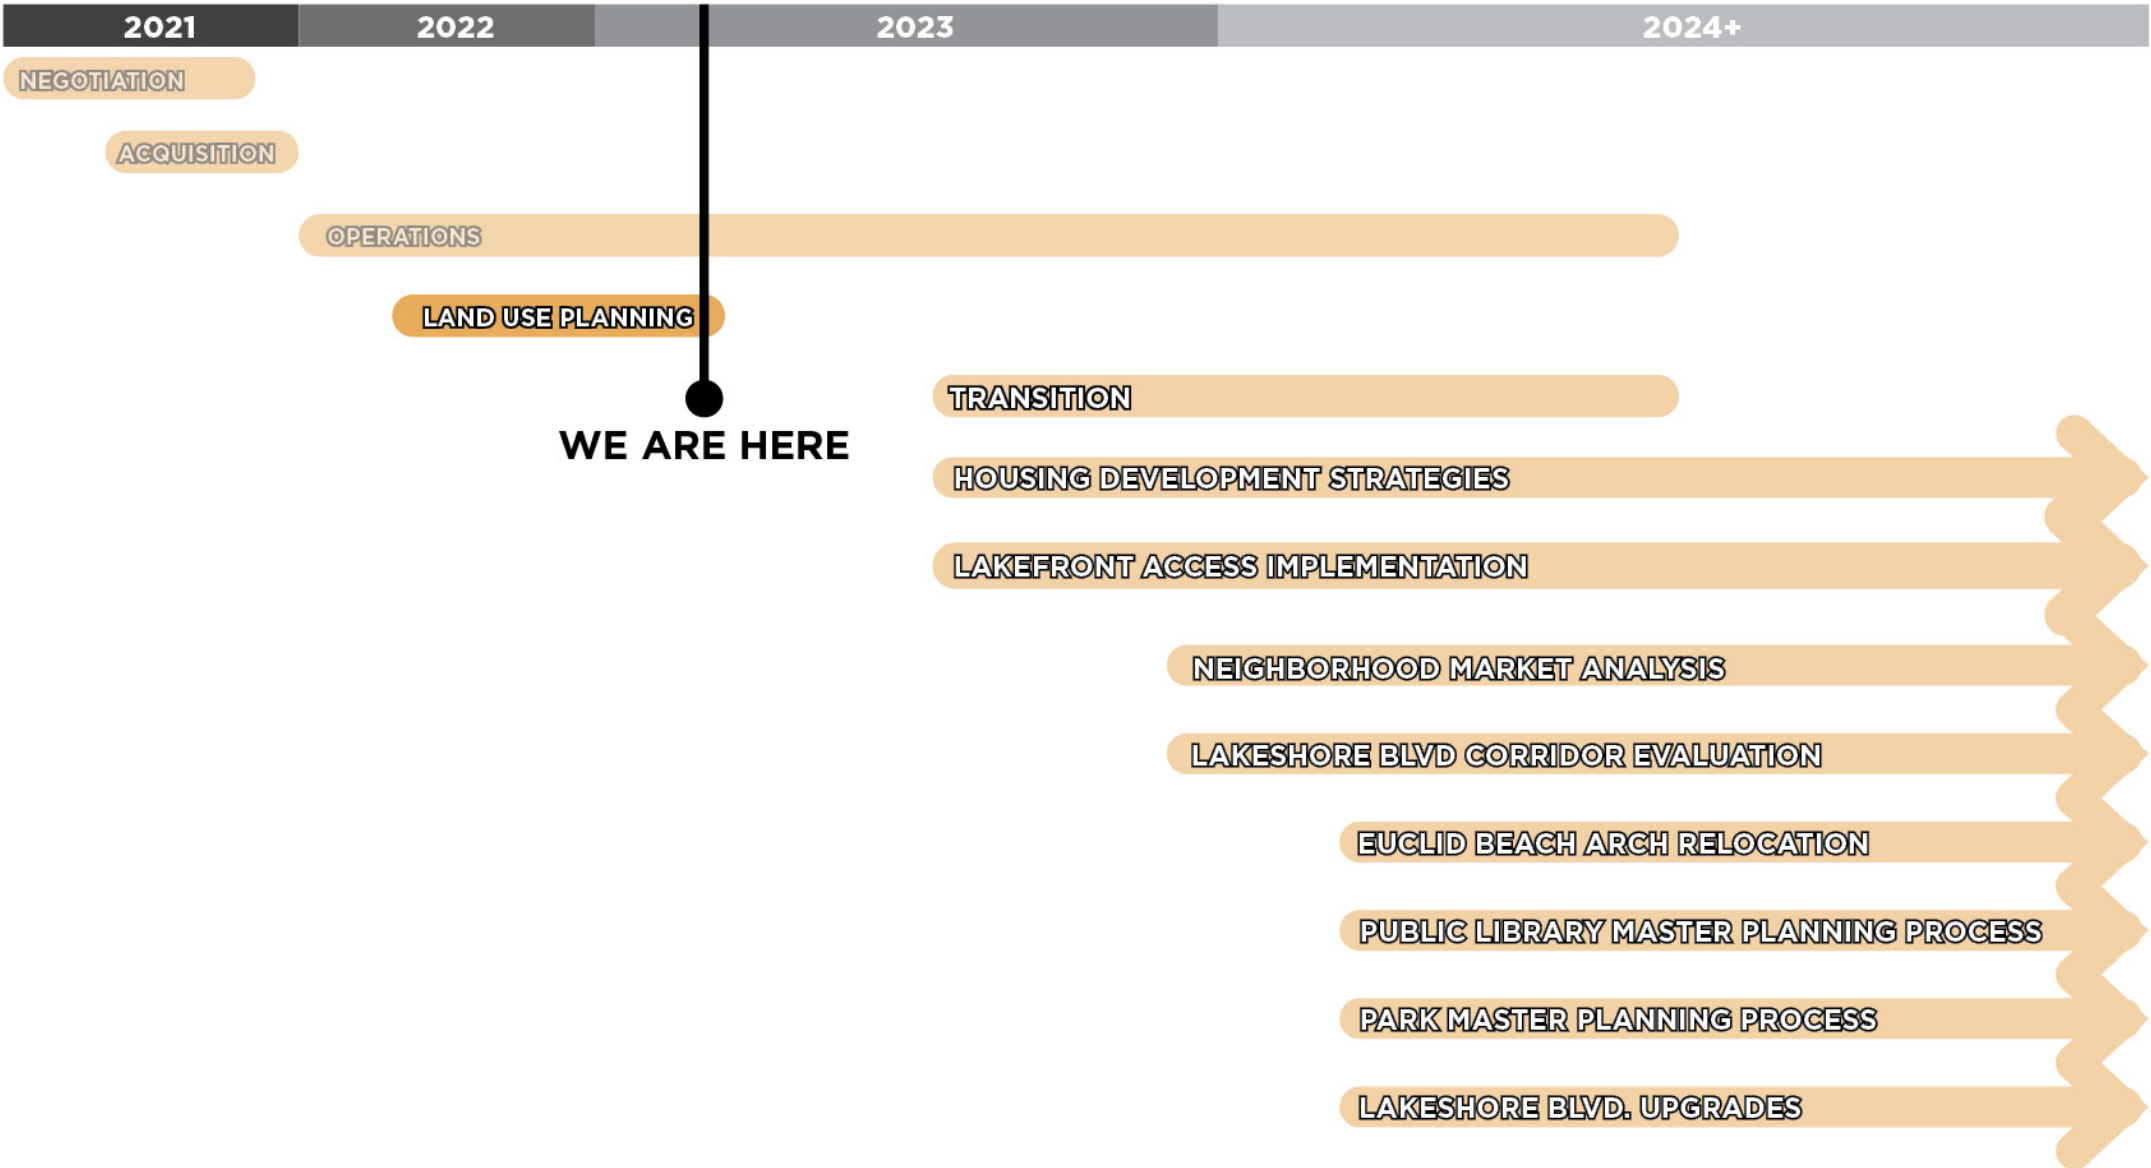 2021 2022 2023 2024+
NEGOTIATION
ACQUISITION
OPERATIONS
LAND USE PLANNING
TRANSITION
WE ARE HERE
HOUSING DEVELOPMENT STRATEGIES
LAKEFRONT ACCESS IMPLEMENTATION
NEIGHBORHOOD MARKET ANALYSIS
LAKESHORE BLVD CORRIDOR EVALUATION
EUCLID BEACH ARCH RELOCATION
PUBLIC LIBRARY MASTER PLANNING PROCESS
PARK MASTER PLANNING PROCESS
LAKESHORE BLVD. UPGRADES